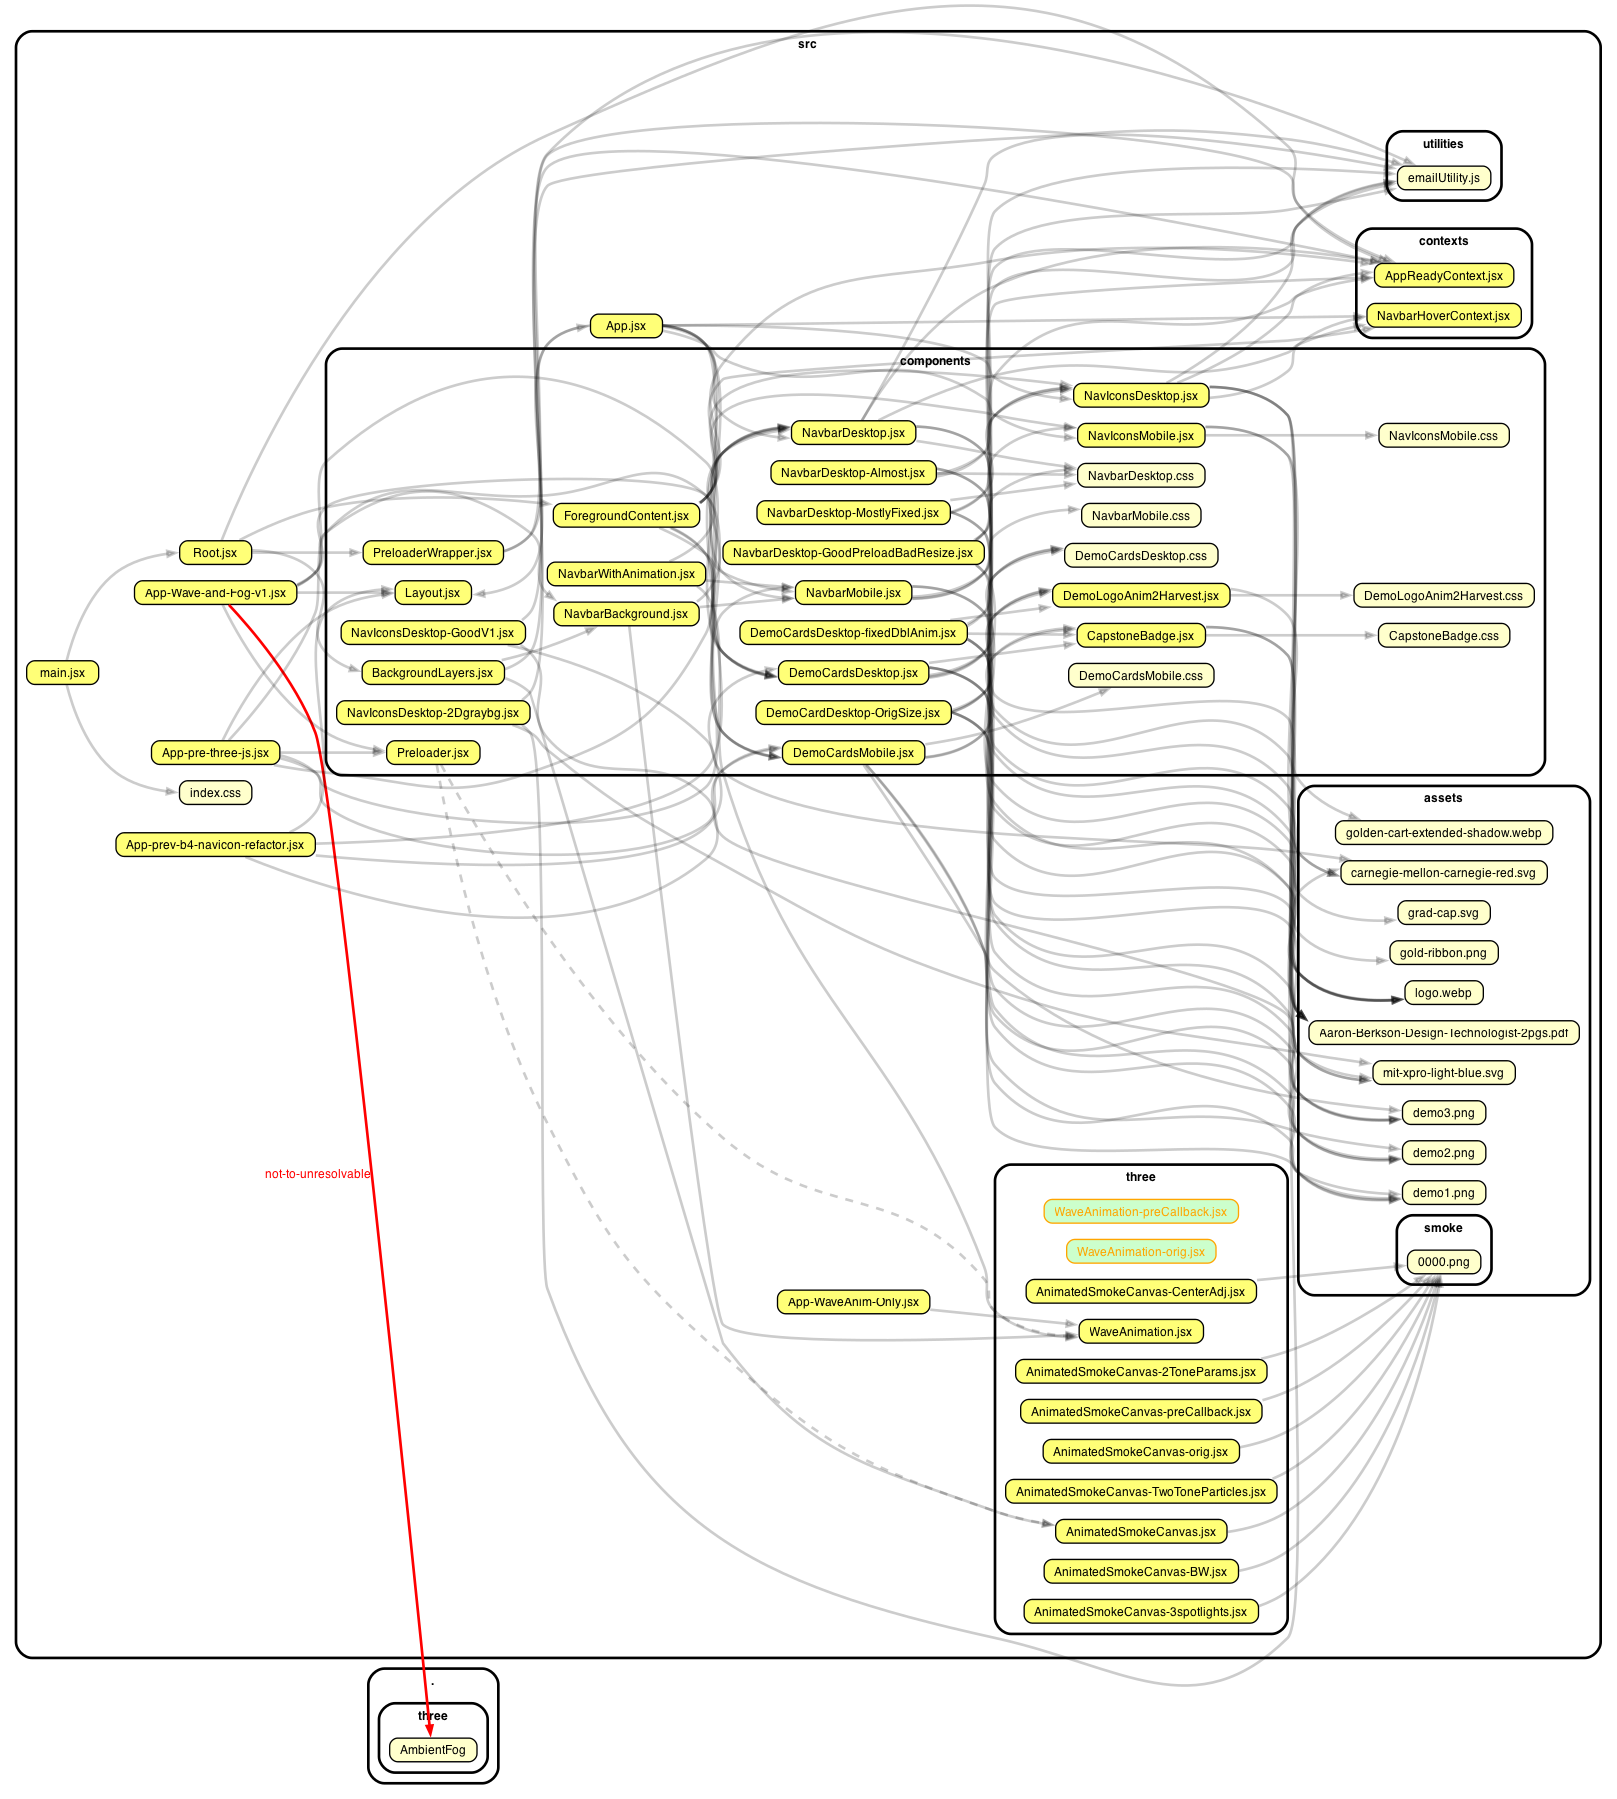 src
utilities
emailUtility.js
contexts
AppReadyContext.jsx
NavbarHoverContext.jsx
App.jsx
components
NavIconsDesktop.jsx
NavbarDesktop.jsx
NavIconsMobile.jsx
NavIconsMobile.css
NavbarDesktop-Almost.jsx
NavbarDesktop.css
ForegroundContent.jsx
NavbarDesktop-MostlyFixed.jsx
NavbarMobile.css
Root.jsx
PreloaderWrapper.jsx
NavbarDesktop-GoodPreloadBadResize.jsx
DemoCardsDesktop.css
NavbarWithAnimation.jsx
App-Wave-and-Fog-v1.jsx
Layout.jsx
NavbarMobile.jsx
DemoLogoAnim2Harvest.jsx
DemoLogoAnim2Harvest.css
NavbarBackground.jsx
NavIconsDesktop-GoodV1.jsx
DemoCardsDesktop-fixedDblAnim.jsx
CapstoneBadge.jsx
CapstoneBadge.css
main.jsx
BackgroundLayers.jsx
DemoCardsDesktop.jsx
DemoCardsMobile.css
NavIconsDesktop-2Dgraybg.jsx
DemoCardDesktop-OrigSize.jsx
App-pre-three-js.jsx
Preloader.jsx
DemoCardsMobile.jsx
index.css
assets
golden-cart-extended-shadow.webp
App-prev-b4-navicon-refactor.jsx
carnegie-mellon-carnegie-red.svg
grad-cap.svg
gold-ribbon.png
logo.webp
Aaron-Berkson-Design-Technologist-2pgs.pdf
mit-xpro-light-blue.svg
demo3.png
demo2.png
not-to-unresolvable
three
demo1.png
WaveAnimation-preCallback.jsx
smoke
WaveAnimation-orig.jsx
0000.png
AnimatedSmokeCanvas-CenterAdj.jsx
App-WaveAnim-Only.jsx
WaveAnimation.jsx
AnimatedSmokeCanvas-2ToneParams.jsx
AnimatedSmokeCanvas-preCallback.jsx
AnimatedSmokeCanvas-orig.jsx
AnimatedSmokeCanvas-TwoToneParticles.jsx
AnimatedSmokeCanvas.jsx
AnimatedSmokeCanvas-BW.jsx
AnimatedSmokeCanvas-3spotlights.jsx
.
three
AmbientFog